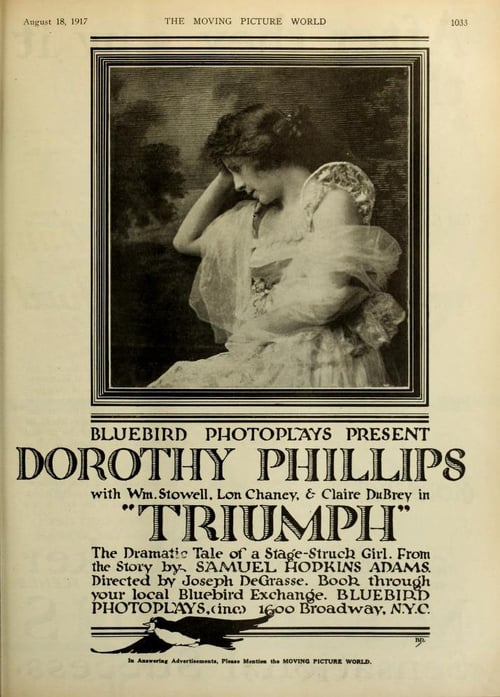 August 18, 1917 THE MOVING PICTURE WORLD 1033
BLUEBIRD PHOTOPLAYS PRESENT
DOROTHY PHILLIPS
with Wm. Stowell, Lon Chaney, & Claire DuBrey in
"TRIUMPH"
The Dramatic Tale of a Stage-Struck Girl. From
the Story by SAMUEL HOPKINS ADAMS.
Directed by Joseph DeGrasse. Book through
your local Bluebird Exchange. BLUEBIRD
PHOTOPLAYS, (inc.) 1600 Broadway, N.Y.C.
In Answering Advertisements, Please Mention the MOVING PICTURE WORLD.